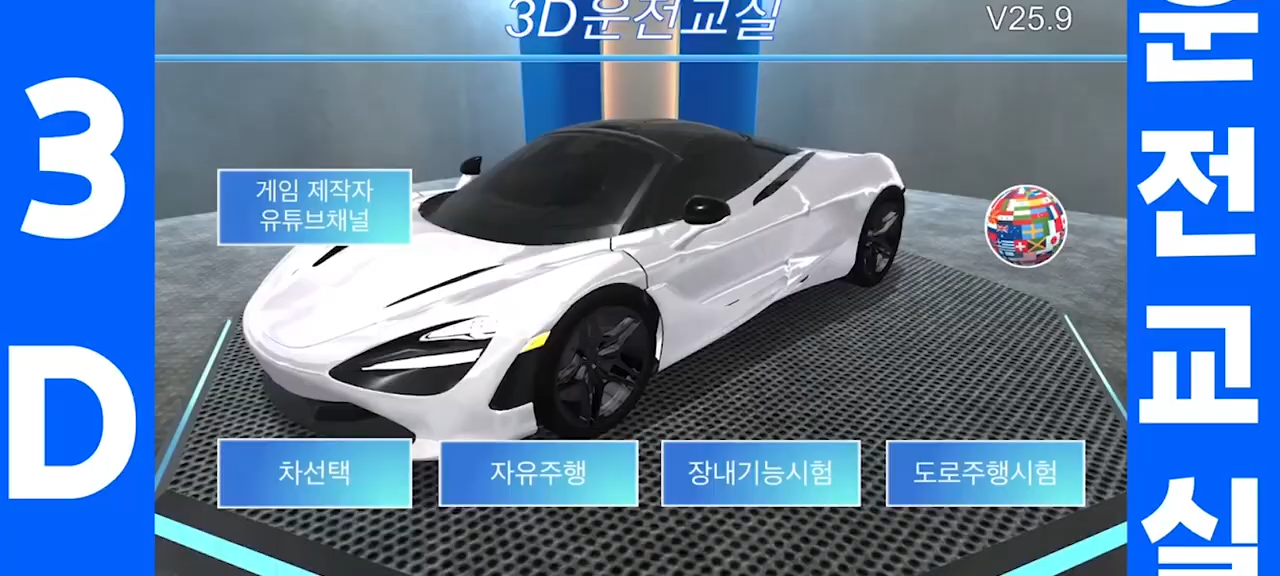 3D운전교실
V25.9
3
D
게임 제작자
유튜브채널
차선택
자유주행
장내기능시험
도로주행시험
운
전
교
실